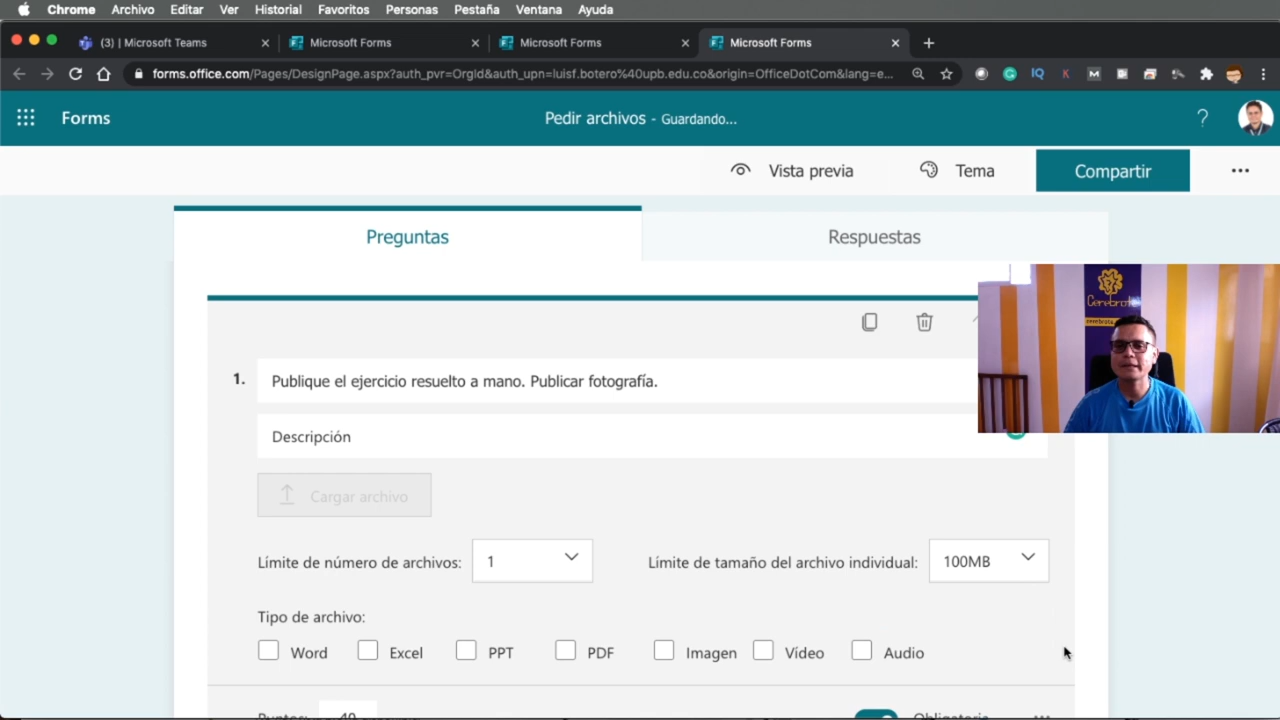 Chrome Archivo Editar Ver Historial Favoritos Personas Pestaña Ventana Ayuda
(3) | Microsoft Teams Microsoft Forms Microsoft Forms Microsoft Forms
forms.office.com/Pages/DesignPage.aspx?auth_pvr=OrgId&auth_upn=luisf.botero%40upb.edu.co&origin=OfficeDotCom&lang=e...
Forms Pedir archivos - Guardando...
Vista previa Tema Compartir
Preguntas Respuestas
Cerebrote
1. Publique el ejercicio resuelto a mano. Publicar fotografía.
Descripción
Cargar archivo
Límite de número de archivos: 1 Límite de tamaño del archivo individual: 100MB
Tipo de archivo:
Word Excel PPT PDF Imagen Vídeo Audio
Puntos: 40 Obligatorio